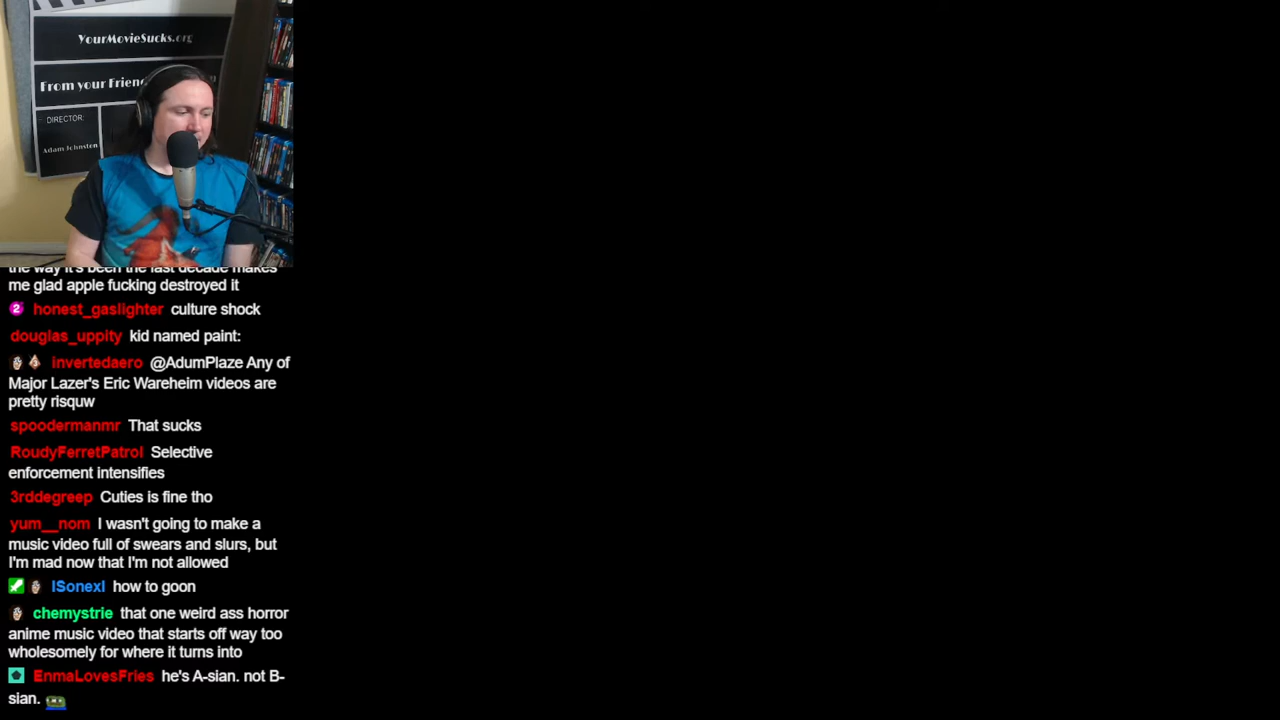 YourMovieSucks.org
From your Frien
DIRECTOR:
Adam Johnston
the way it's been the last decade makes
me glad apple fucking destroyed it
2 honest_gaslighter culture shock
douglas_uppity kid named paint:
invertedaero @AdumPlaze Any of
Major Lazer's Eric Wareheim videos are
pretty risquw
spoodermanmr That sucks
RoudyFerretPatrol Selective
enforcement intensifies
3rddegreep Cuties is fine tho
yum__nom I wasn't going to make a
music video full of swears and slurs, but
I'm mad now that I'm not allowed
how to goon
chemystrie that one weird ass horror
anime music video that starts off way too
wholesomely for where it turns into
EnmaLovesFries he's A-sian. not B-
sian.